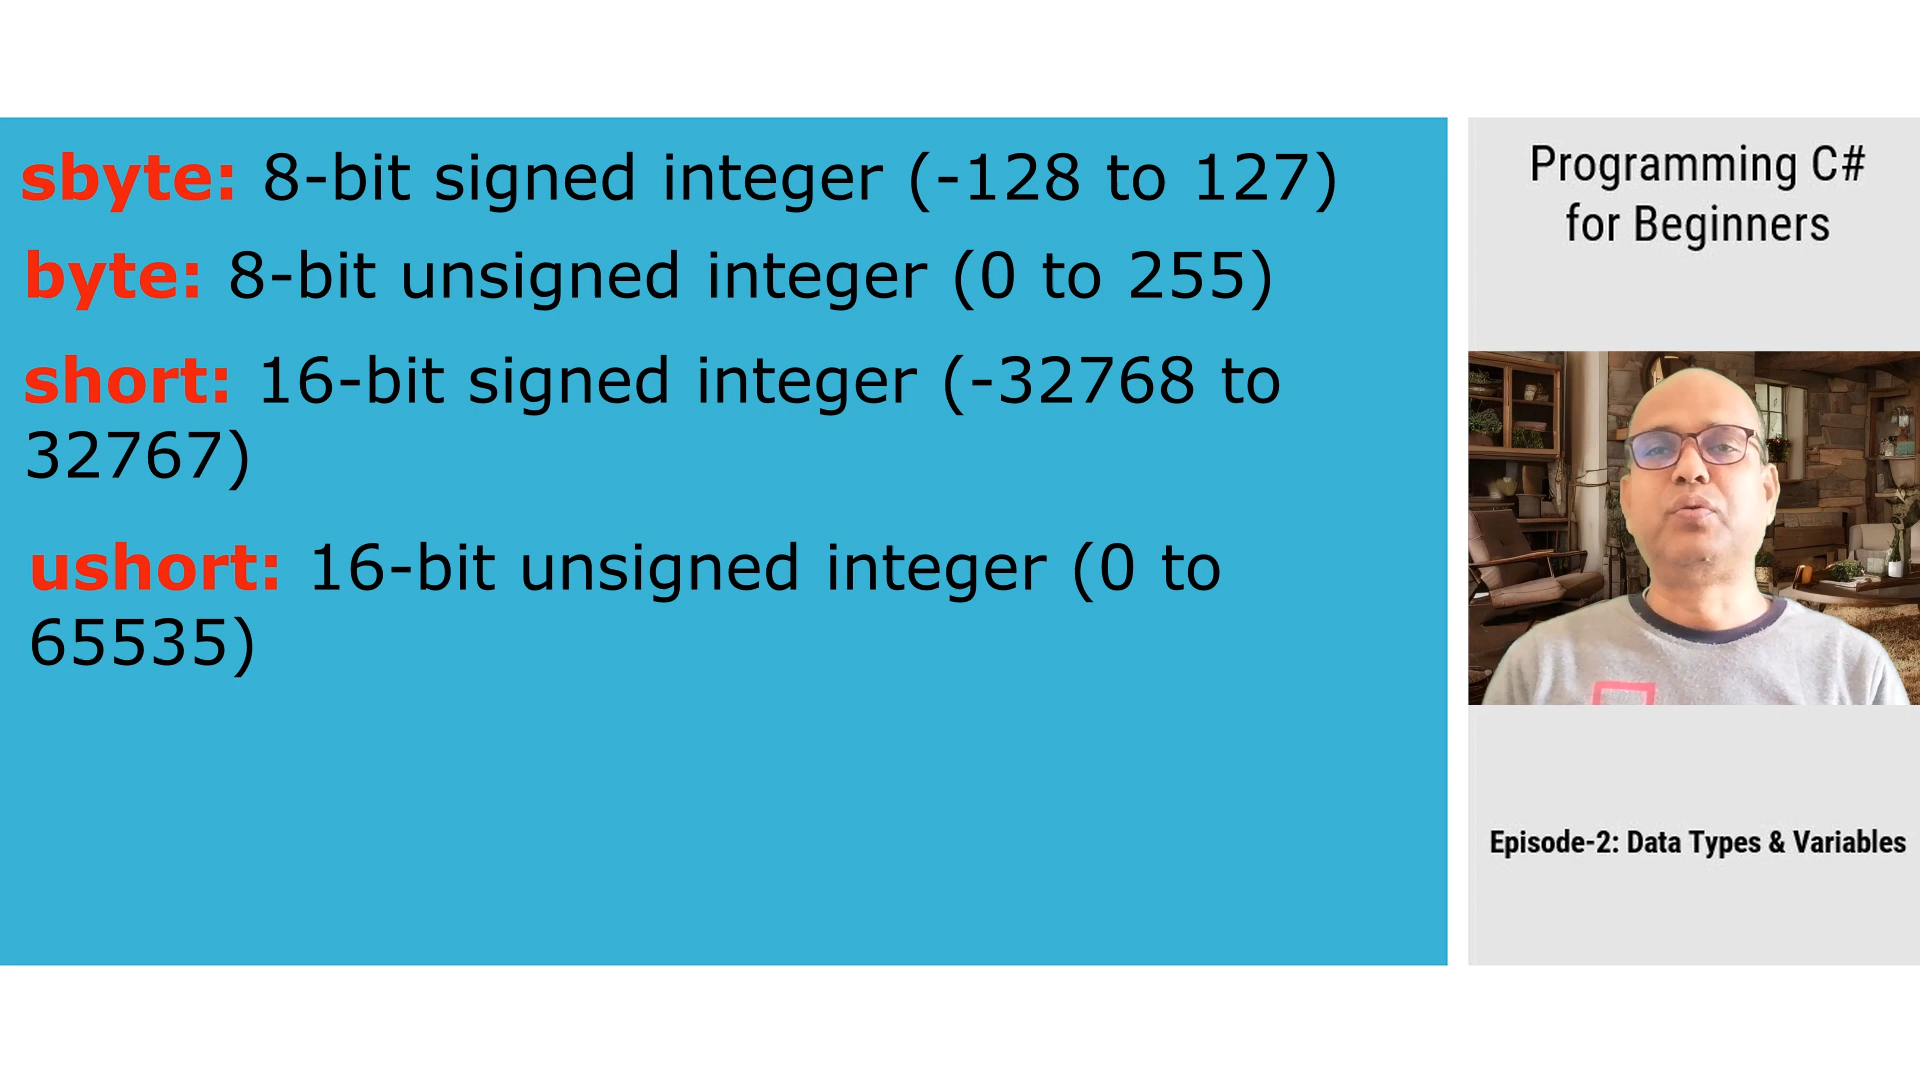 sbyte: 8-bit signed integer (-128 to 127)
byte: 8-bit unsigned integer (0 to 255)
short: 16-bit signed integer (-32768 to
32767)
ushort: 16-bit unsigned integer (0 to
65535)
Programming C#
for Beginners
Episode-2: Data Types & Variables